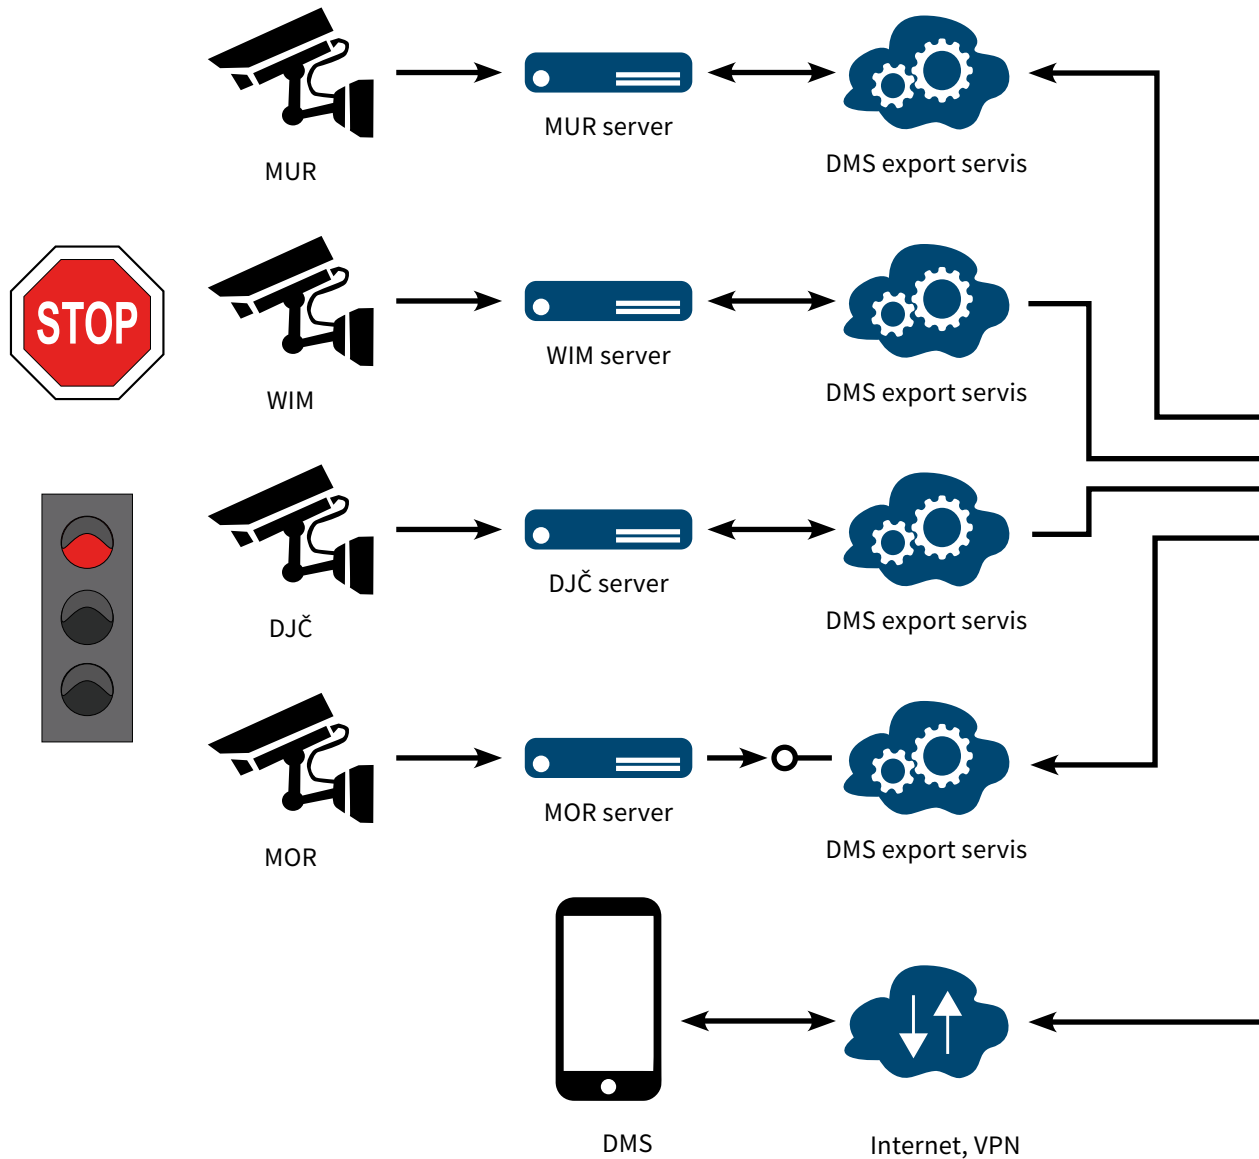 MUR
MUR server
DMS export servis
STOP
WIM
WIM server
DMS export servis
DJČ
DJČ server
DMS export servis
MOR
MOR server
DMS export servis
DMS
Internet, VPN